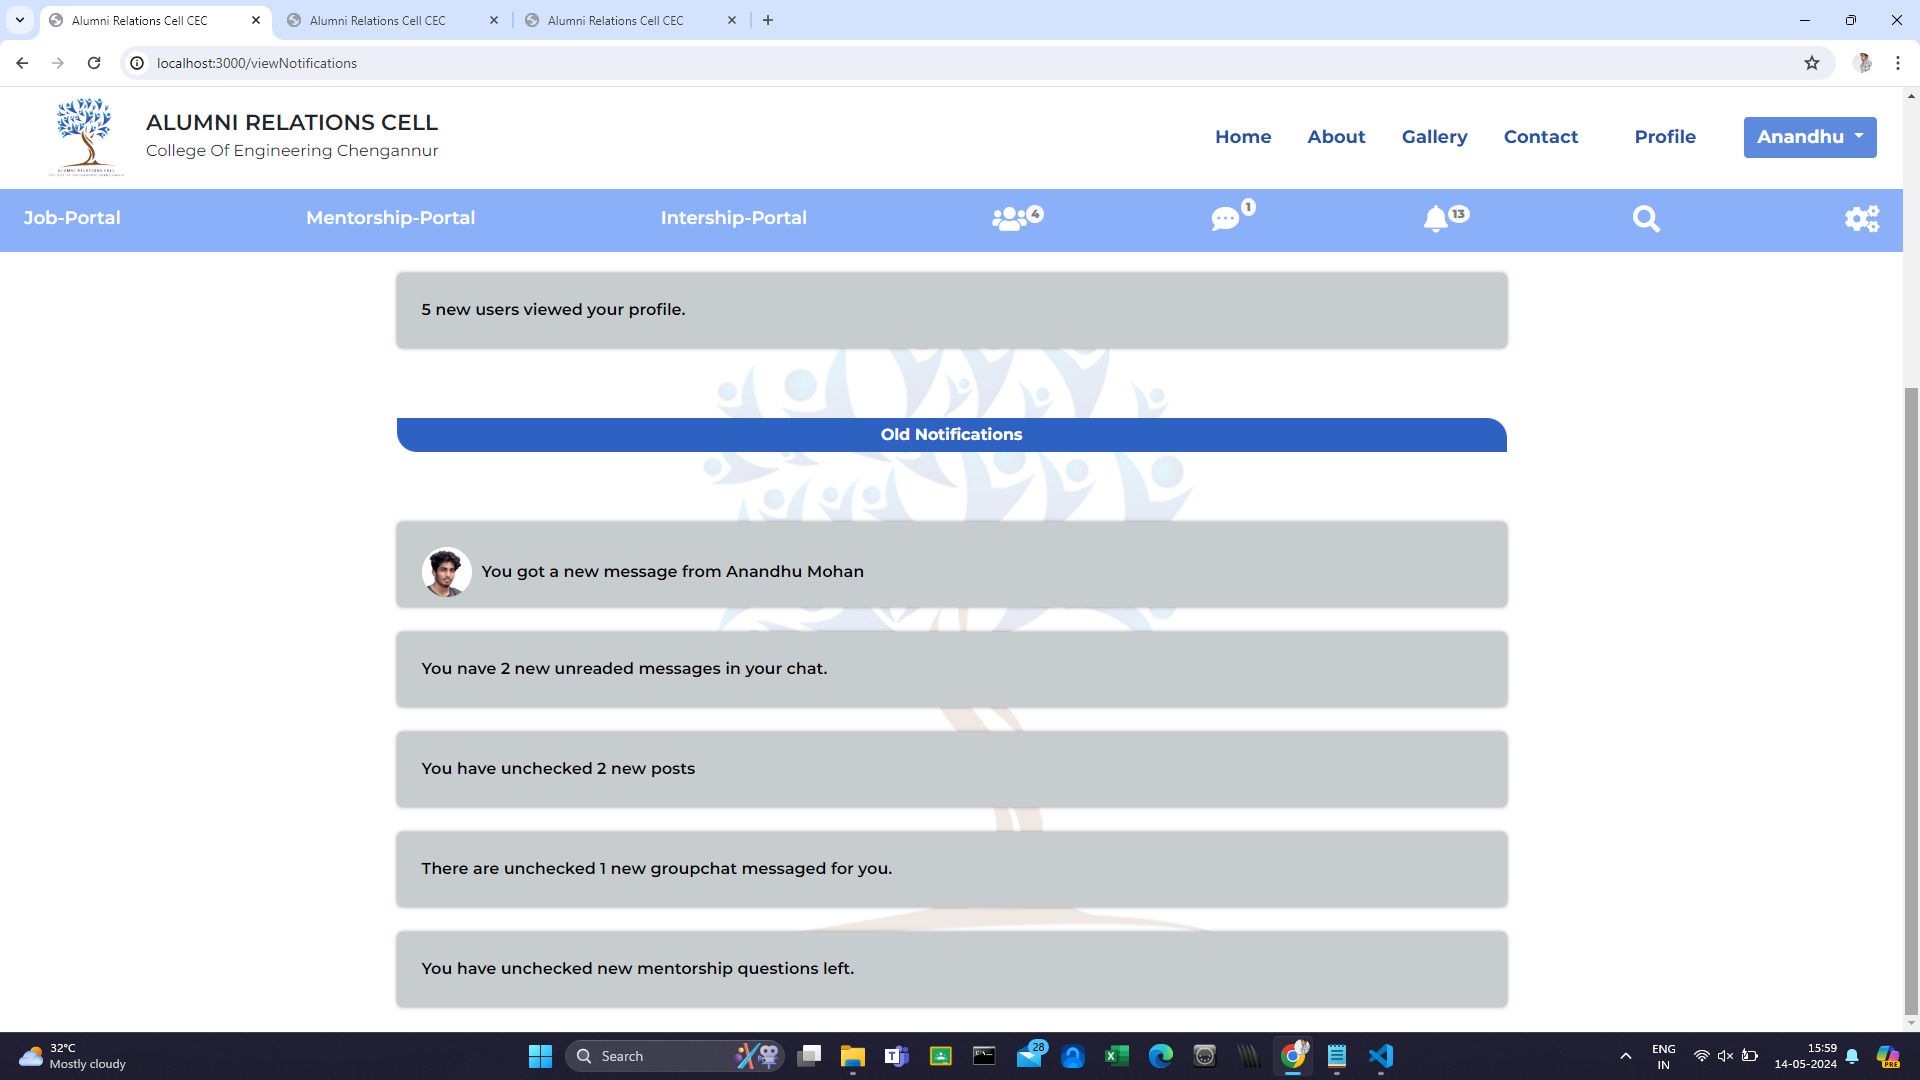 Alumni Relations Cell CEC
Alumni Relations Cell CEC
Alumni Relations Cell CEC
localhost:3000/viewNotifications
ALUMNI RELATIONS CELL
College Of Engineering Chengannur
Home About Gallery Contact Profile Anandhu
Job-Portal Mentorship-Portal Intership-Portal 4 1 13
5 new users viewed your profile.
Old Notifications
You got a new message from Anandhu Mohan
You nave 2 new unreaded messages in your chat.
You have unchecked 2 new posts
There are unchecked 1 new groupchat messaged for you.
You have unchecked new mentorship questions left.
32°C
Mostly cloudy
Search
28
ENG
IN
15:59
14-05-2024
PRE